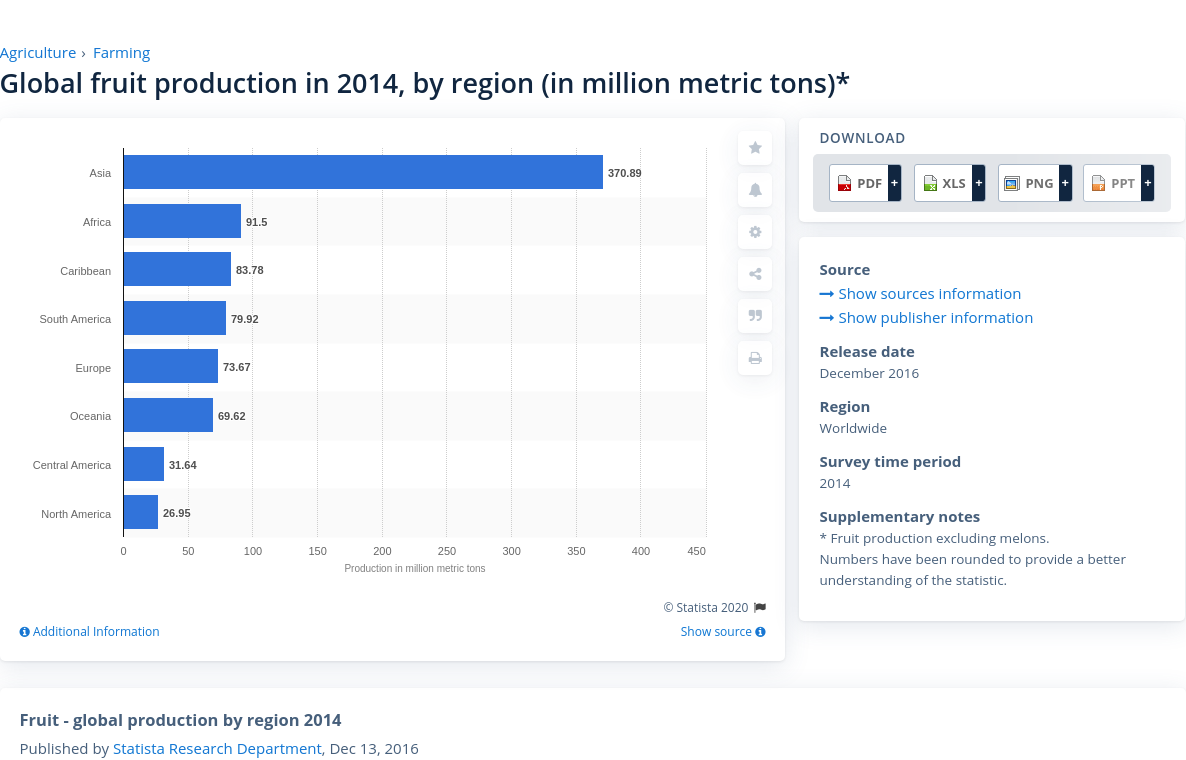 Agriculture › Farming
Global fruit production in 2014, by region (in million metric tons)*
Asia 370.89
Africa 91.5
Caribbean 83.78
South America 79.92
Europe 73.67
Oceania 69.62
Central America 31.64
North America 26.95
0 50 100 150 200 250 300 350 400 450
Production in million metric tons
© Statista 2020
Additional Information
Show source
DOWNLOAD
PDF + XLS + PNG + PPT +
Source
Show sources information
Show publisher information
Release date
December 2016
Region
Worldwide
Survey time period
2014
Supplementary notes
* Fruit production excluding melons.
Numbers have been rounded to provide a better
understanding of the statistic.
Fruit - global production by region 2014
Published by Statista Research Department, Dec 13, 2016